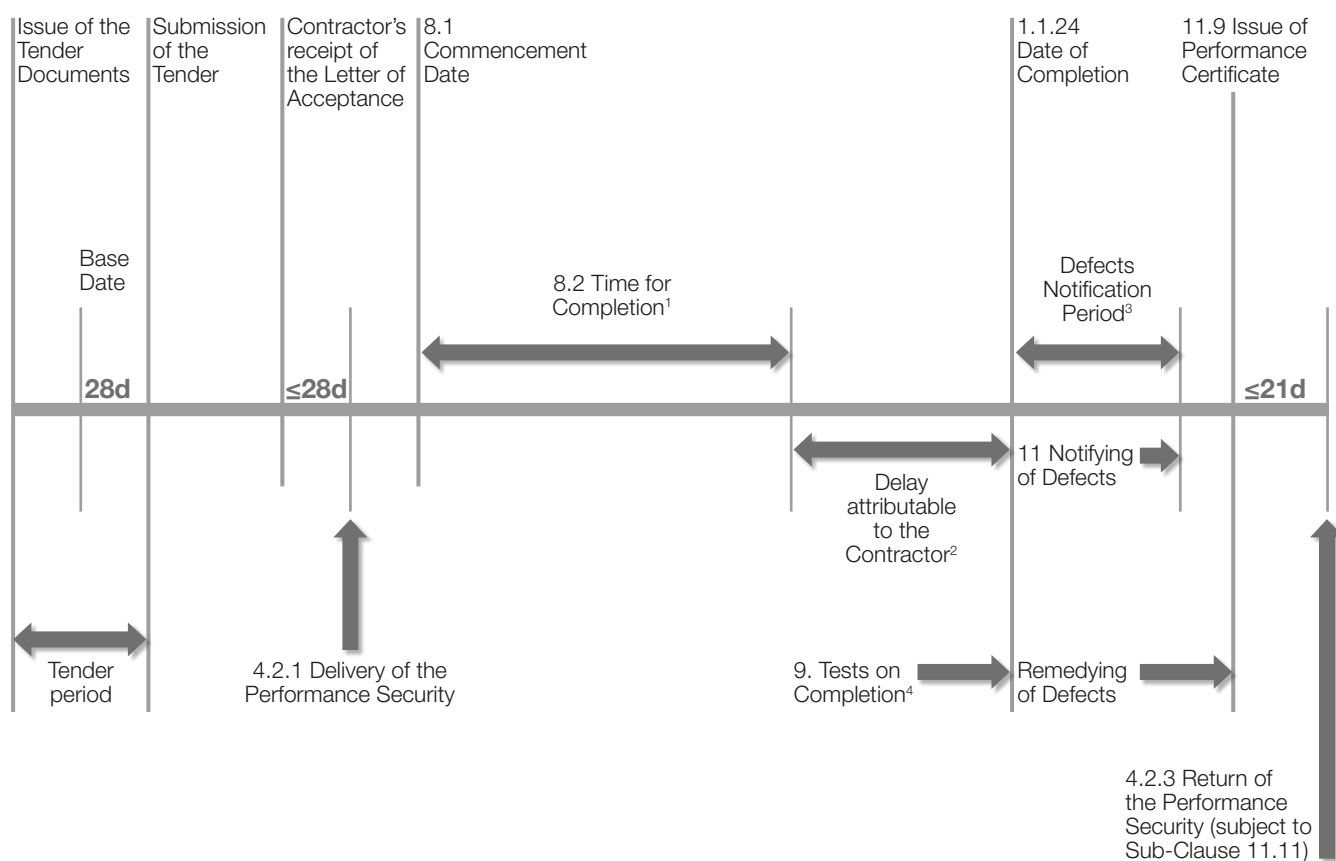 Issue of the
Tender
Documents
Submission
of the
Tender
Contractor’s
receipt of
the Letter of
Acceptance
8.1
Commencement
Date
1.1.24
Date of
Completion
11.9 Issue of
Performance
Certificate
Base
Date
8.2 Time for
Completion¹
Defects
Notification
Period³
28d
≤28d
≤21d
Delay
attributable
to the
Contractor²
11 Notifying
of Defects
Tender
period
4.2.1 Delivery of the
Performance Security
9. Tests on
Completion⁴
Remedying
of Defects
4.2.3 Return of
the Performance
Security (subject to
Sub-Clause 11.11)